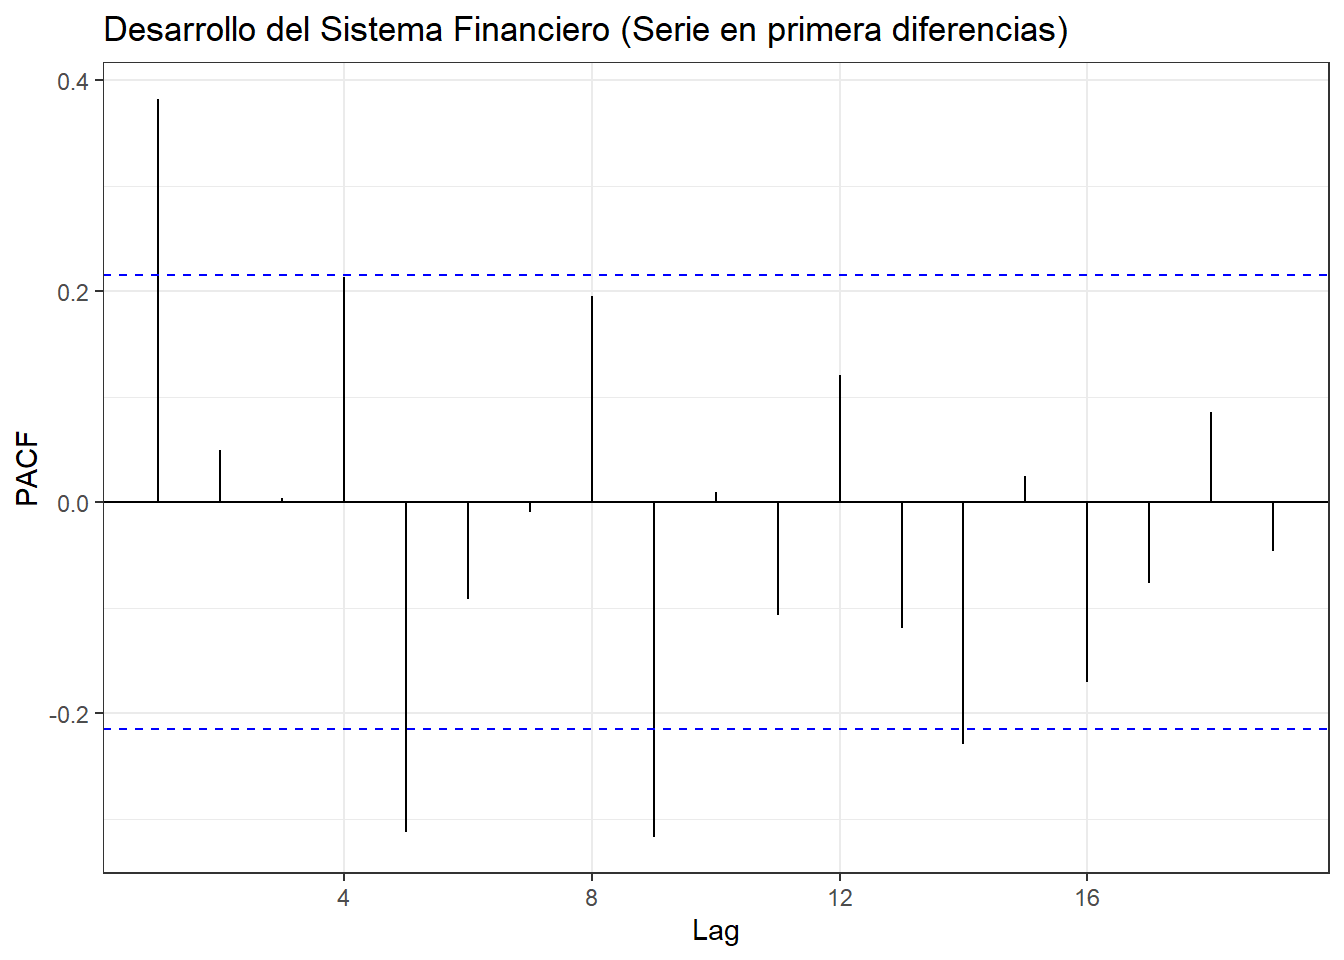 Desarrollo del Sistema Financiero (Serie en primera diferencias)
0.4
0.2
0.0
-0.2
PACF
4 8 12 16
Lag